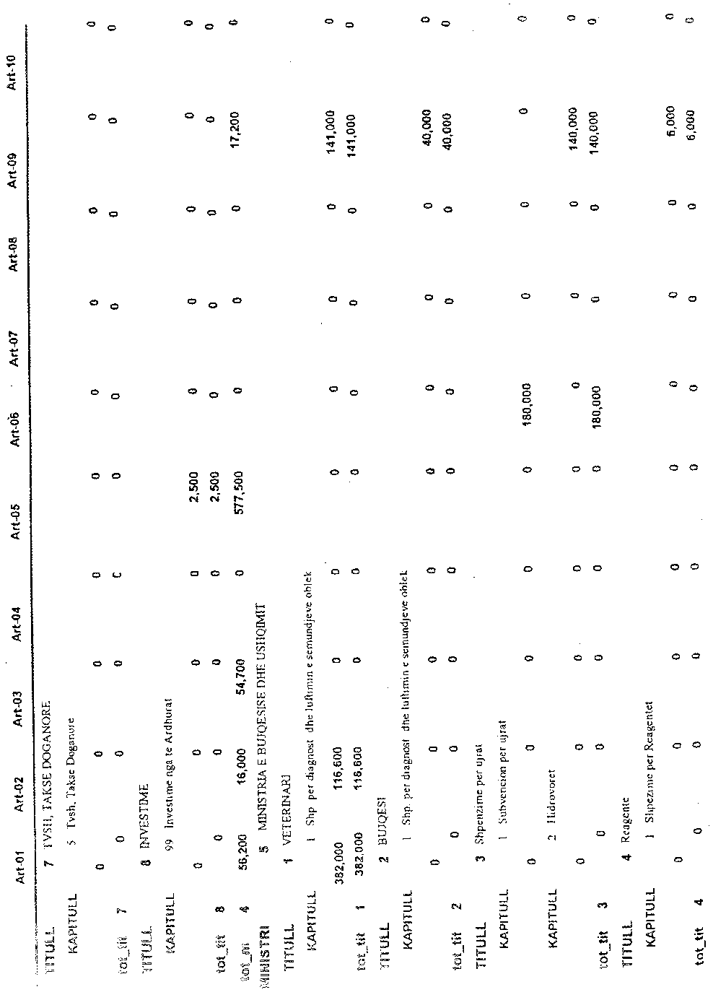 Art-01 Art-02 Art-03 Art-04 Art-05 Art-06 Art-07 Art-08 Art-09 Art-10
TITULL 7 TVSH, TAKSE DOGANORE
KAPITULL 5 Tvsh, Takse Doganore
0 0 0 0 0 0 0 0 0 0
tot_tit 7 0 0 0 C 0 0 0 0 0 0
TITULL 8 INVESTIME
KAPITULL 99 Investime nga te Ardhurat
0 0 0 0 2,500 0 0 0 0 0
tot_tit 8 0 0 0 0 2,500 0 0 0 0 0
tot_m 4 56,200 16,000 54,700 0 577,500 0 0 0 17,200 0
MINISTRI 5 MINISTRIA E BUJQESISE DHE USHQIMIT
TITULL 1 VETERINARI
KAPITULL 1 Shp per diagnost dhe luftimin e semundjeve oblek
382,000 116,600 0 0 0 0 0 0 141,000 0
tot_tit 1 382,000 116,600 0 0 0 0 0 0 141,000 0
TITULL 2 BUJQESI
KAPITULL 1 Shp. per diagnost dhe luftimin e semundjeve oblek
0 0 0 0 0 0 0 0 40,000 0
tot_tit 2 0 0 0 0 0 0 0 0 40,000 0
TITULL 3 Shpenzime per ujrat
KAPITULL 1 Subvencion per ujrat
0 0 0 0 0 180,000 0 0 0 0
KAPITULL 2 Hidrovoret
0 0 0 0 0 0 0 0 140,000 0
tot_tit 3 0 0 0 0 0 180,000 0 0 140,000 0
TITULL 4 Reagente
KAPITULL 1 Shpezime per Reagentet
0 0 0 0 0 0 0 0 6,000 0
tot_tit 4 0 0 0 0 0 0 0 0 6,000 0